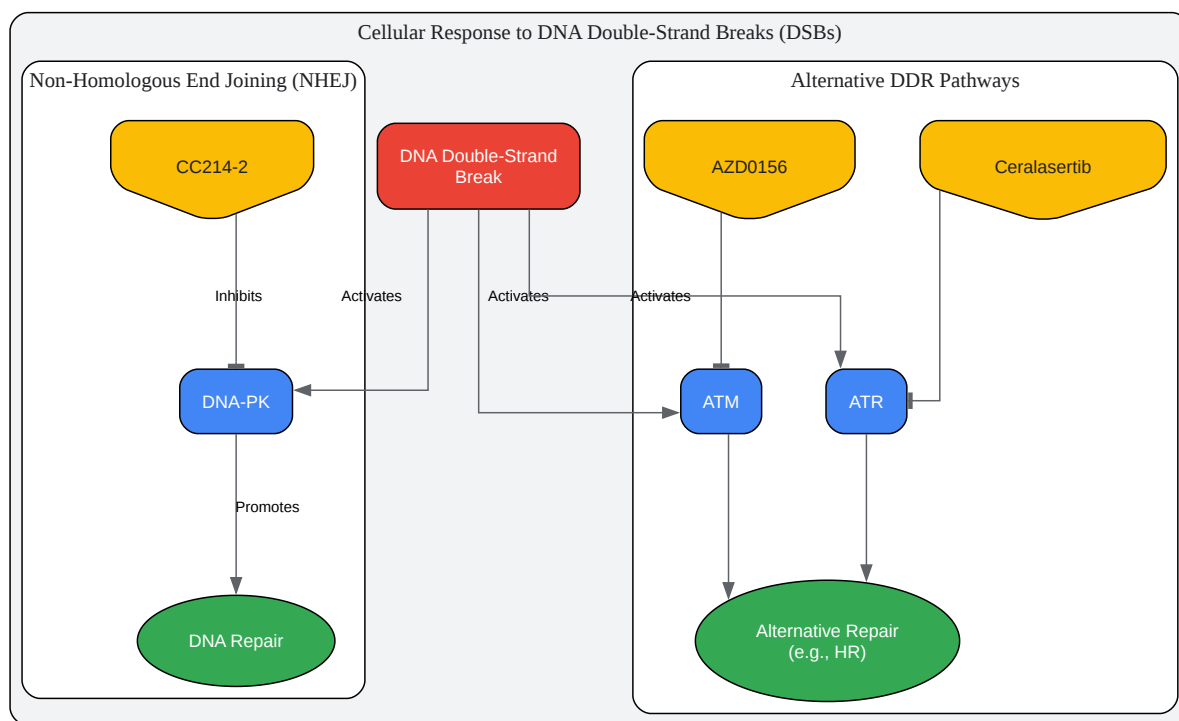 Cellular Response to DNA Double-Strand Breaks (DSBs)
Non-Homologous End Joining (NHEJ)
Alternative DDR Pathways
CC214-2
DNA Double-Strand
Break
AZD0156
Ceralasertib
Inhibits
Activates
Activates
Activates
DNA-PK
ATM
ATR
Promotes
DNA Repair
Alternative Repair
(e.g., HR)